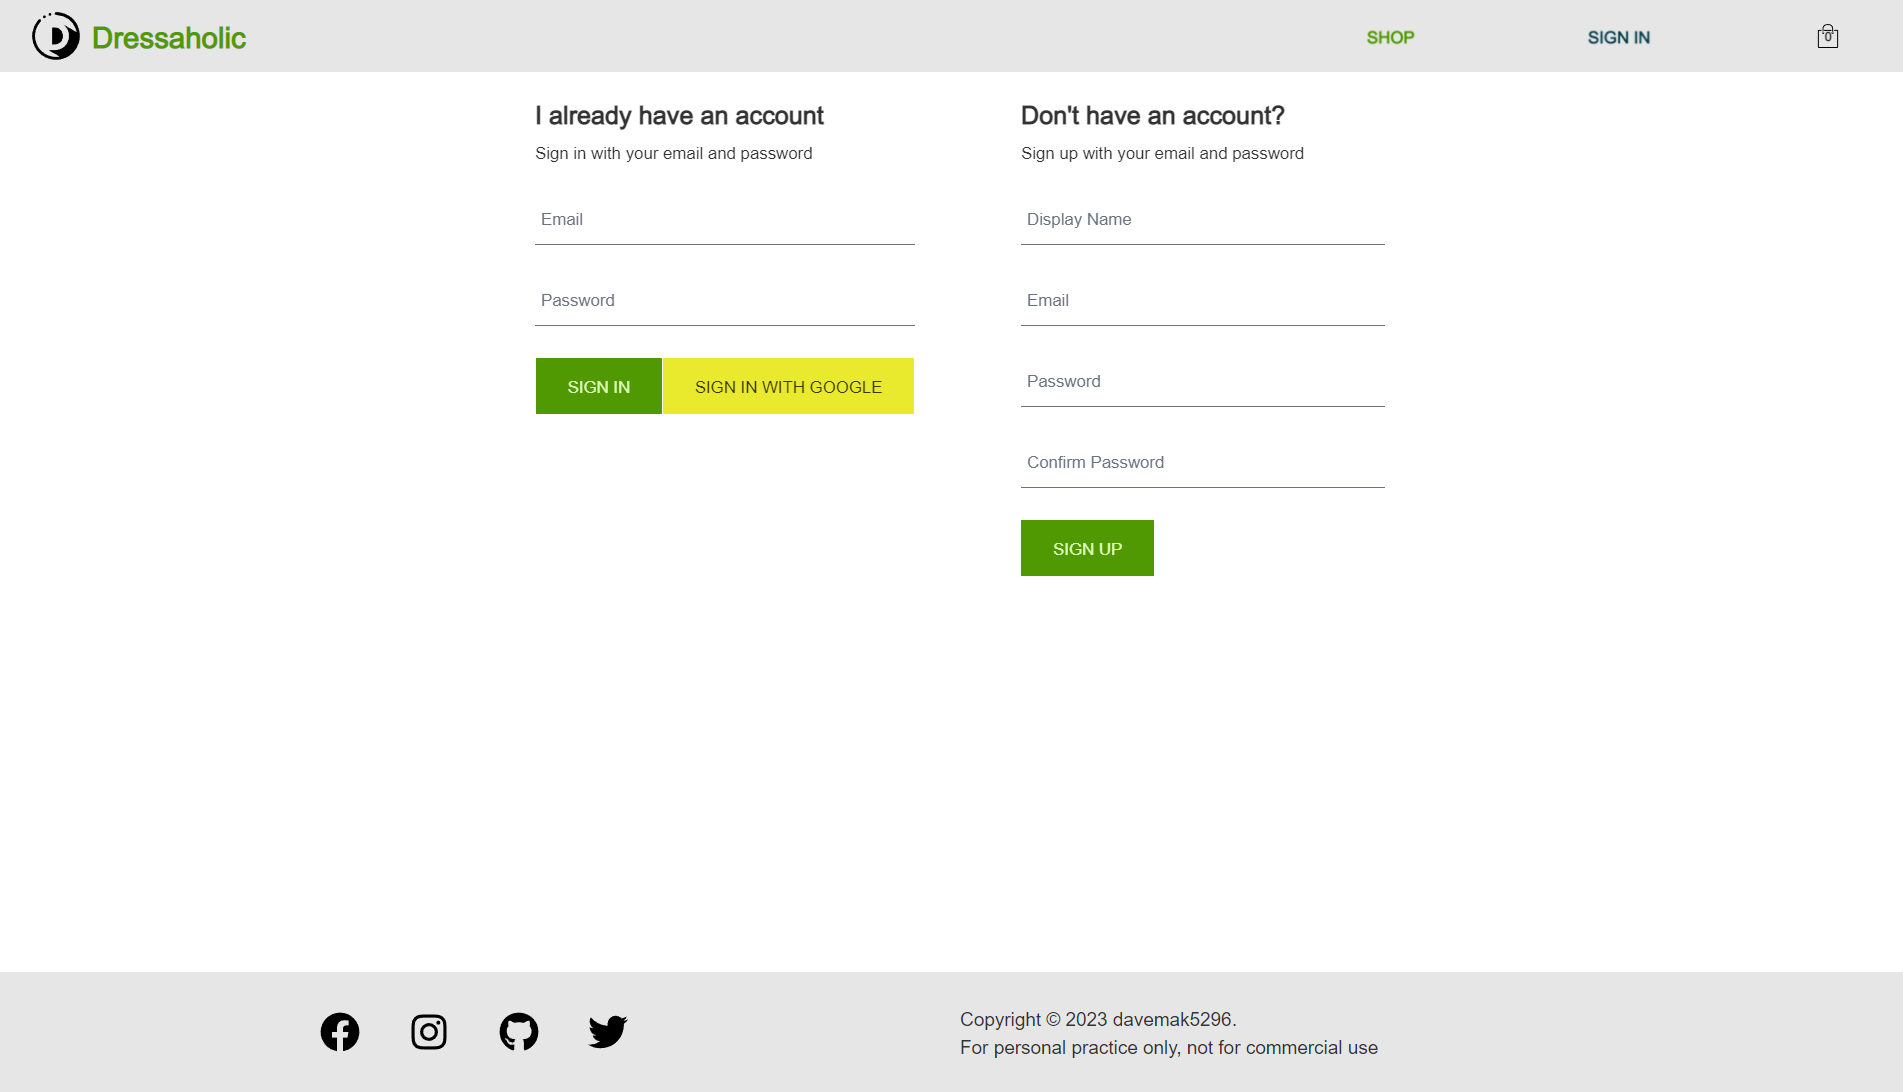 D Dressaholic
SHOP
SIGN IN
0
I already have an account
Sign in with your email and password
Email
Password
SIGN IN
SIGN IN WITH GOOGLE
Don't have an account?
Sign up with your email and password
Display Name
Email
Password
Confirm Password
SIGN UP
Copyright © 2023 davemak5296.
For personal practice only, not for commercial use